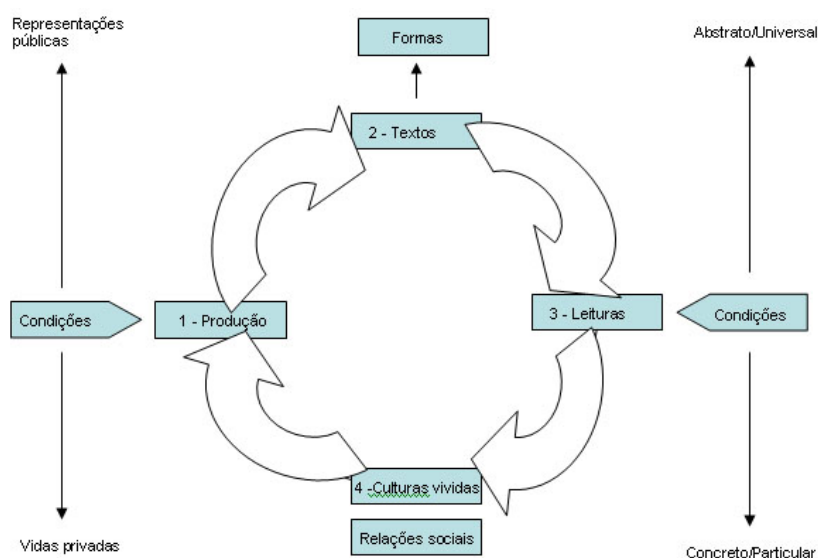 Representações
públicas
Formas
Abstrato/Universal
2 - Textos
Condições
1 - Produção
3 - Leituras
Condições
4 -Culturas vividas
Relações sociais
Vidas privadas
Concreto/Particular